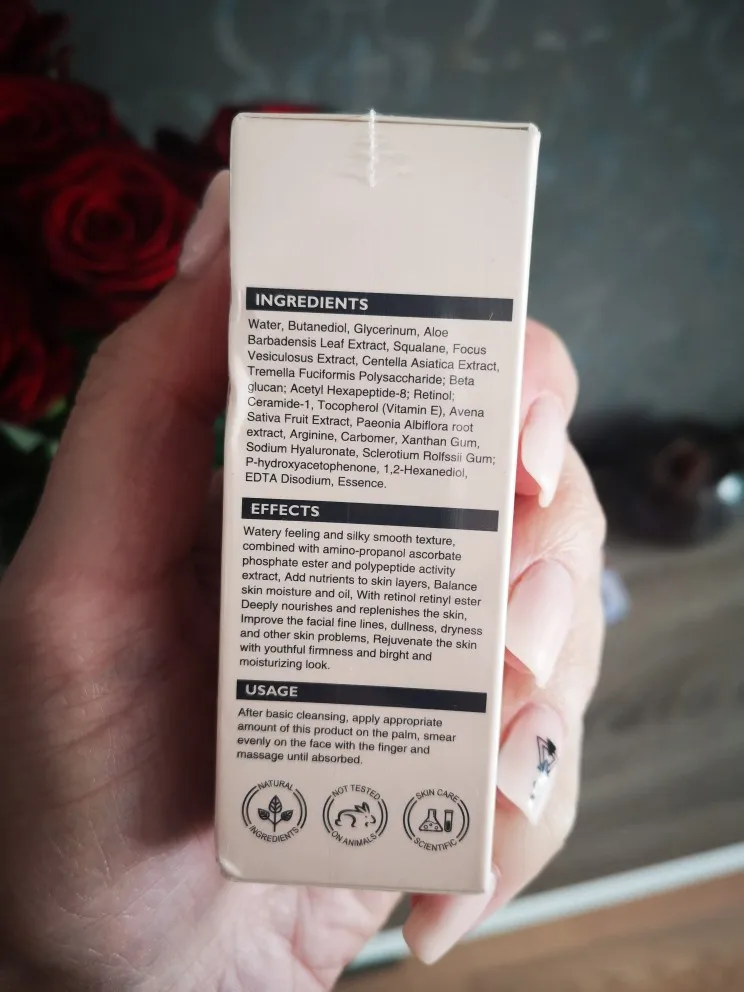 INGREDIENTS
Water, Butanediol, Glycerinum, Aloe
Barbadensis Leaf Extract, Squalane, Focus
Vesiculosus Extract, Centella Asiatica Extract,
Tremella Fuciformis Polysaccharide; Beta
glucan; Acetyl Hexapeptide-8; Retinol;
Ceramide-1, Tocopherol (Vitamin E), Avena
Sativa Fruit Extract, Paeonia Albiflora root
extract, Arginine, Carbomer, Xanthan Gum,
Sodium Hyaluronate, Sclerotium Rolfssii Gum;
P-hydroxyacetophenone, 1,2-Hexanediol,
EDTA Disodium, Essence.
EFFECTS
Watery feeling and silky smooth texture,
combined with amino-propanol ascorbate
phosphate ester and polypeptide activity
extract, Add nutrients to skin layers, Balance
skin moisture and oil, With retinol retinyl ester
Deeply nourishes and replenishes the skin,
Improve the facial fine lines, dullness, dryness
and other skin problems, Rejuvenate the skin
with youthful firmness and birght and
moisturizing look.
USAGE
After basic cleansing, apply appropriate
amount of this product on the palm, smear
evenly on the face with the finger and
massage until absorbed.
NATURAL
INGREDIENTS
NOT TESTED
ON ANIMALS
SKIN CARE
SCIENTIFIC